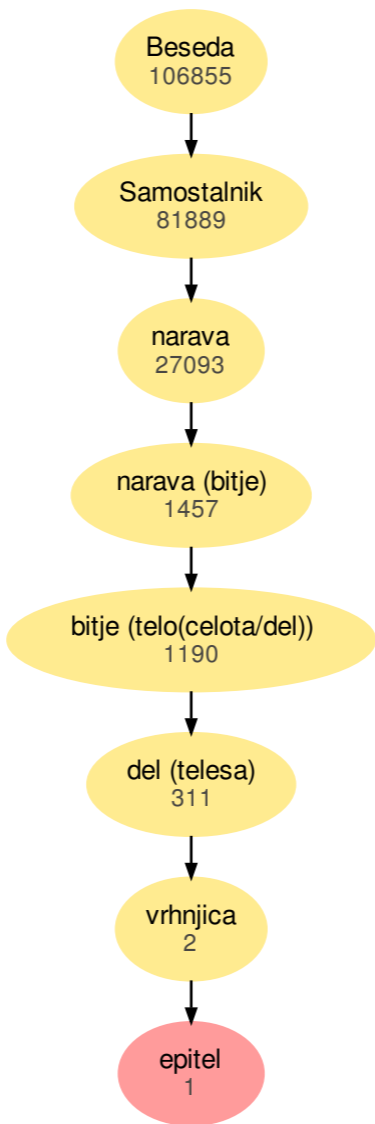 Beseda
106855
Samostalnik
81889
narava
27093
narava (bitje)
1457
bitje (telo(celota/del))
1190
del (telesa)
311
vrhnjica
2
epitel
1